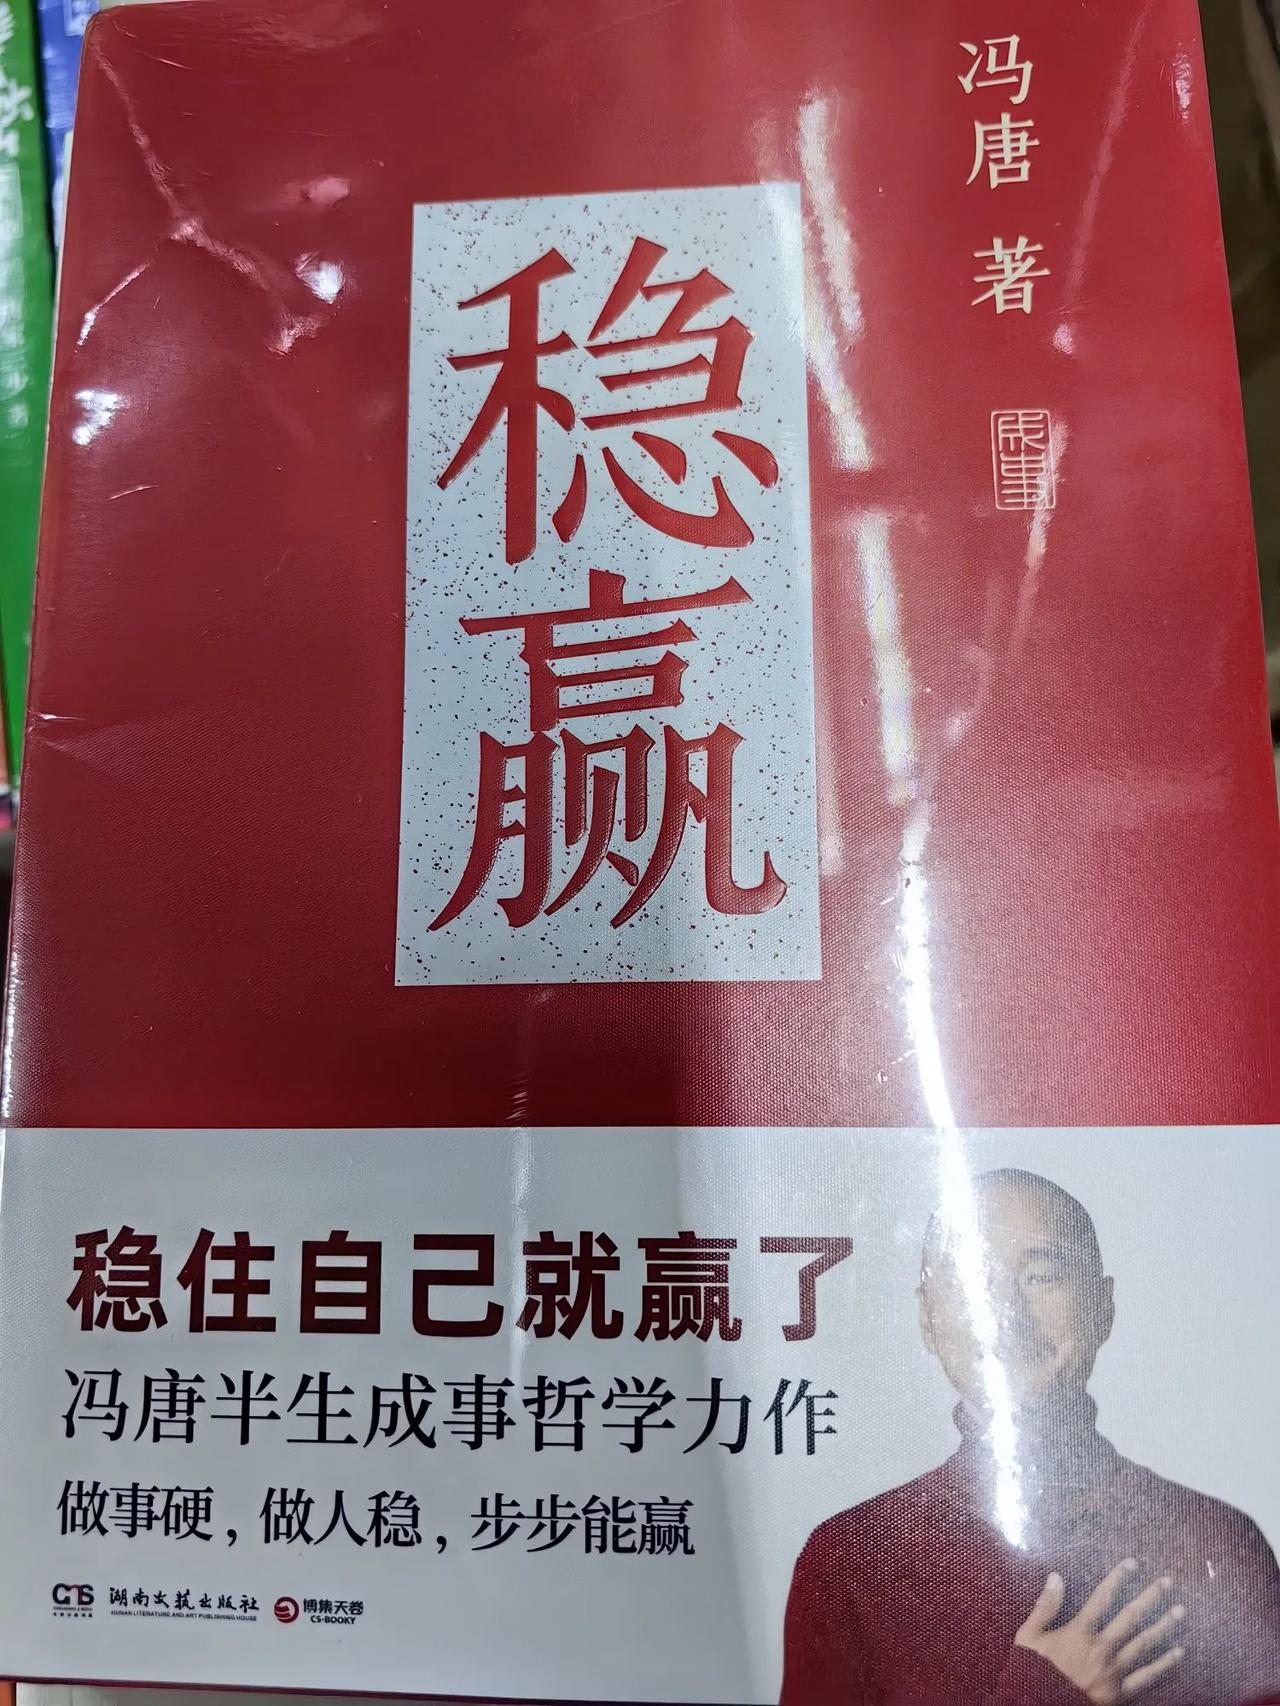 冯唐 著
成事
稳赢
稳住自己就赢了
冯唐半生成事哲学力作
做事硬，做人稳，步步能赢
湖南文艺出版社
HUNAN LITERATURE AND ART PUBLISHING HOUSE
博集天卷
CS-BOOKY